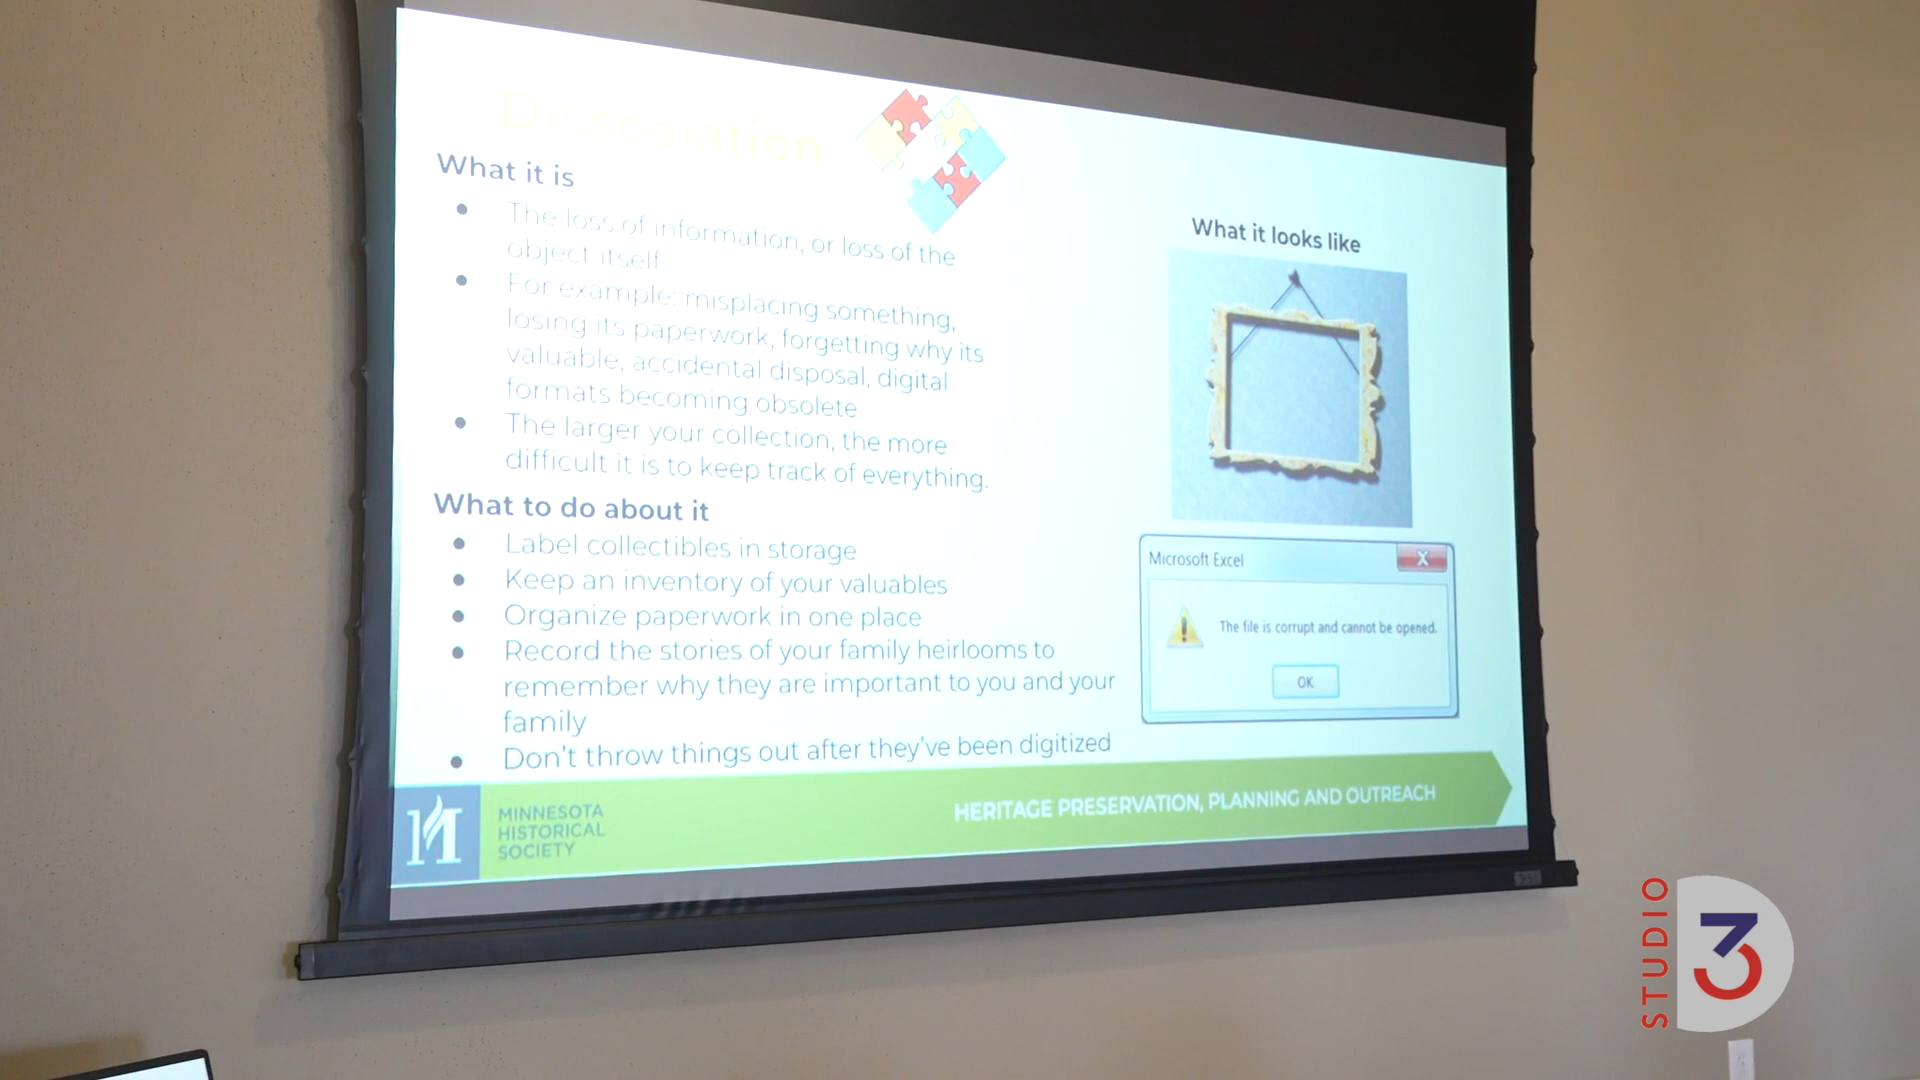 Dissociation
What it is
The loss of information, or loss of the
object itself
For example: misplacing something,
losing its paperwork, forgetting why its
valuable, accidental disposal, digital
formats becoming obsolete
The larger your collection, the more
difficult it is to keep track of everything.
What to do about it
Label collectibles in storage
Keep an inventory of your valuables
Organize paperwork in one place
Record the stories of your family heirlooms to
remember why they are important to you and your
family
Don't throw things out after they've been digitized
What it looks like
Microsoft Excel
X
The file is corrupt and cannot be opened.
OK
MINNESOTA
HISTORICAL
SOCIETY
HERITAGE PRESERVATION, PLANNING AND OUTREACH
STUDIO
3